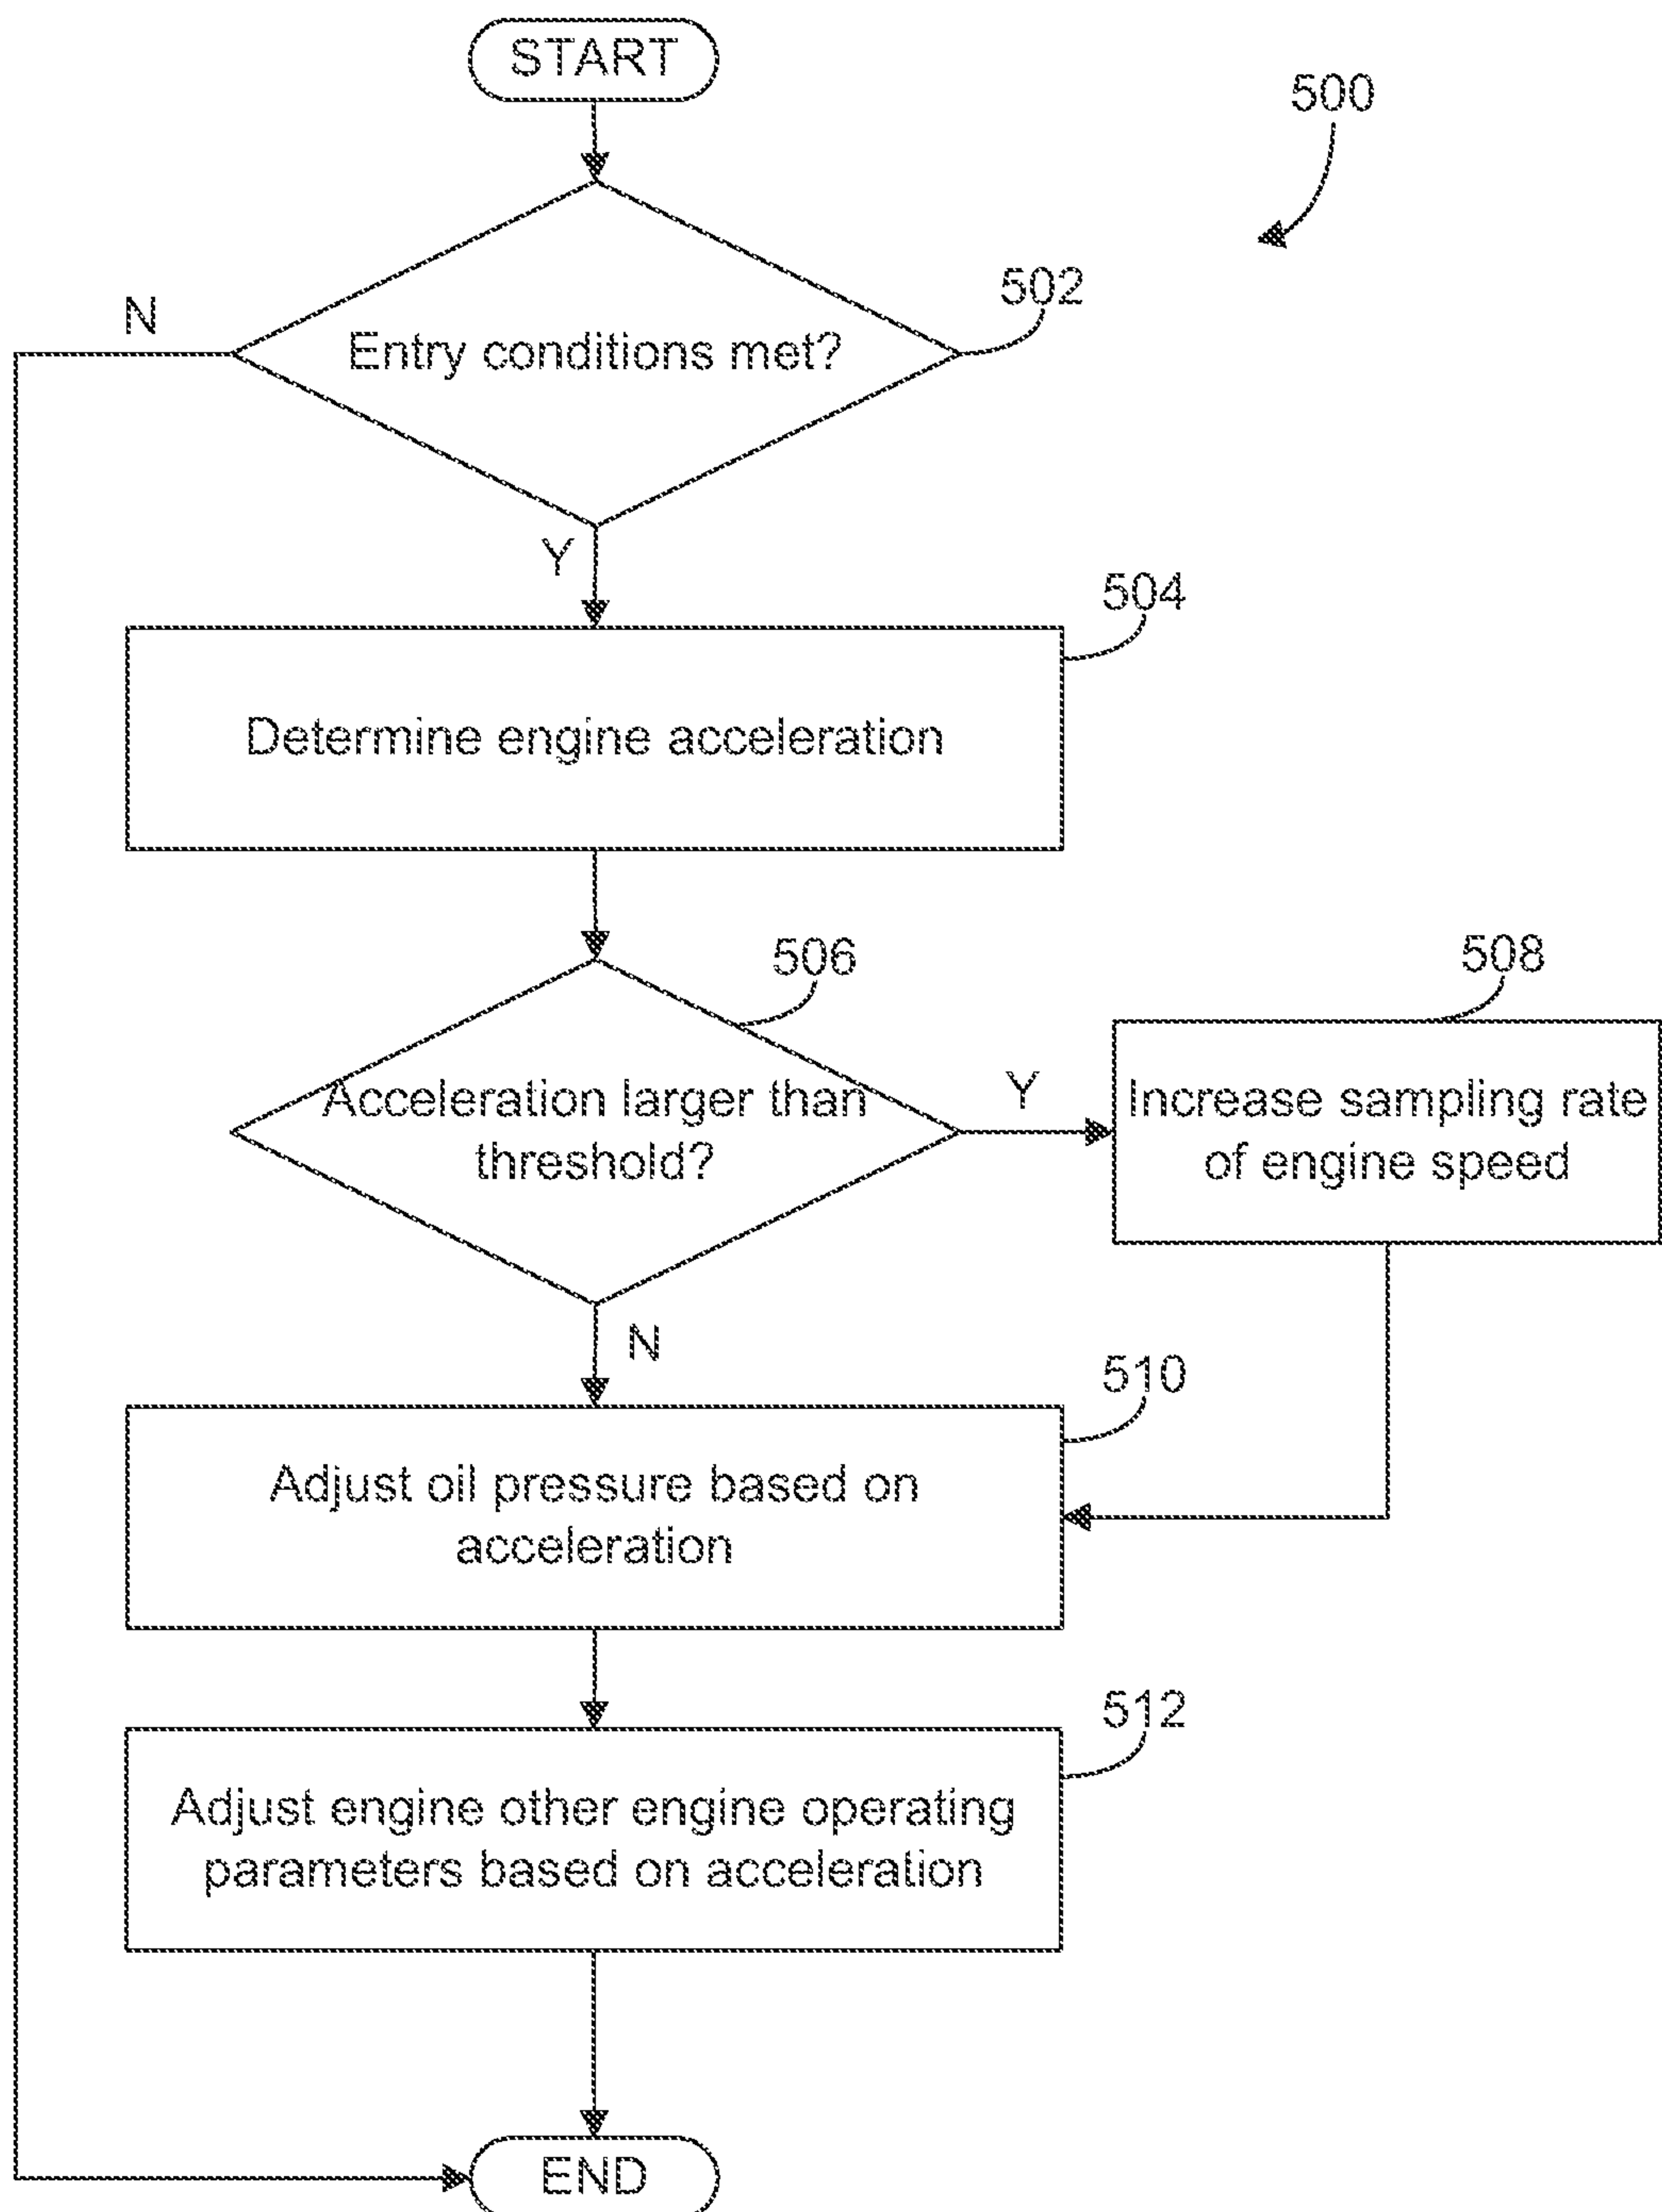 START
500
N
Entry conditions met?
502
Y
504
Determine engine acceleration
506
508
Acceleration larger than
threshold?
Y
Increase sampling rate
of engine speed
N
510
Adjust oil pressure based on
acceleration
512
Adjust engine other engine operating
parameters based on acceleration
END